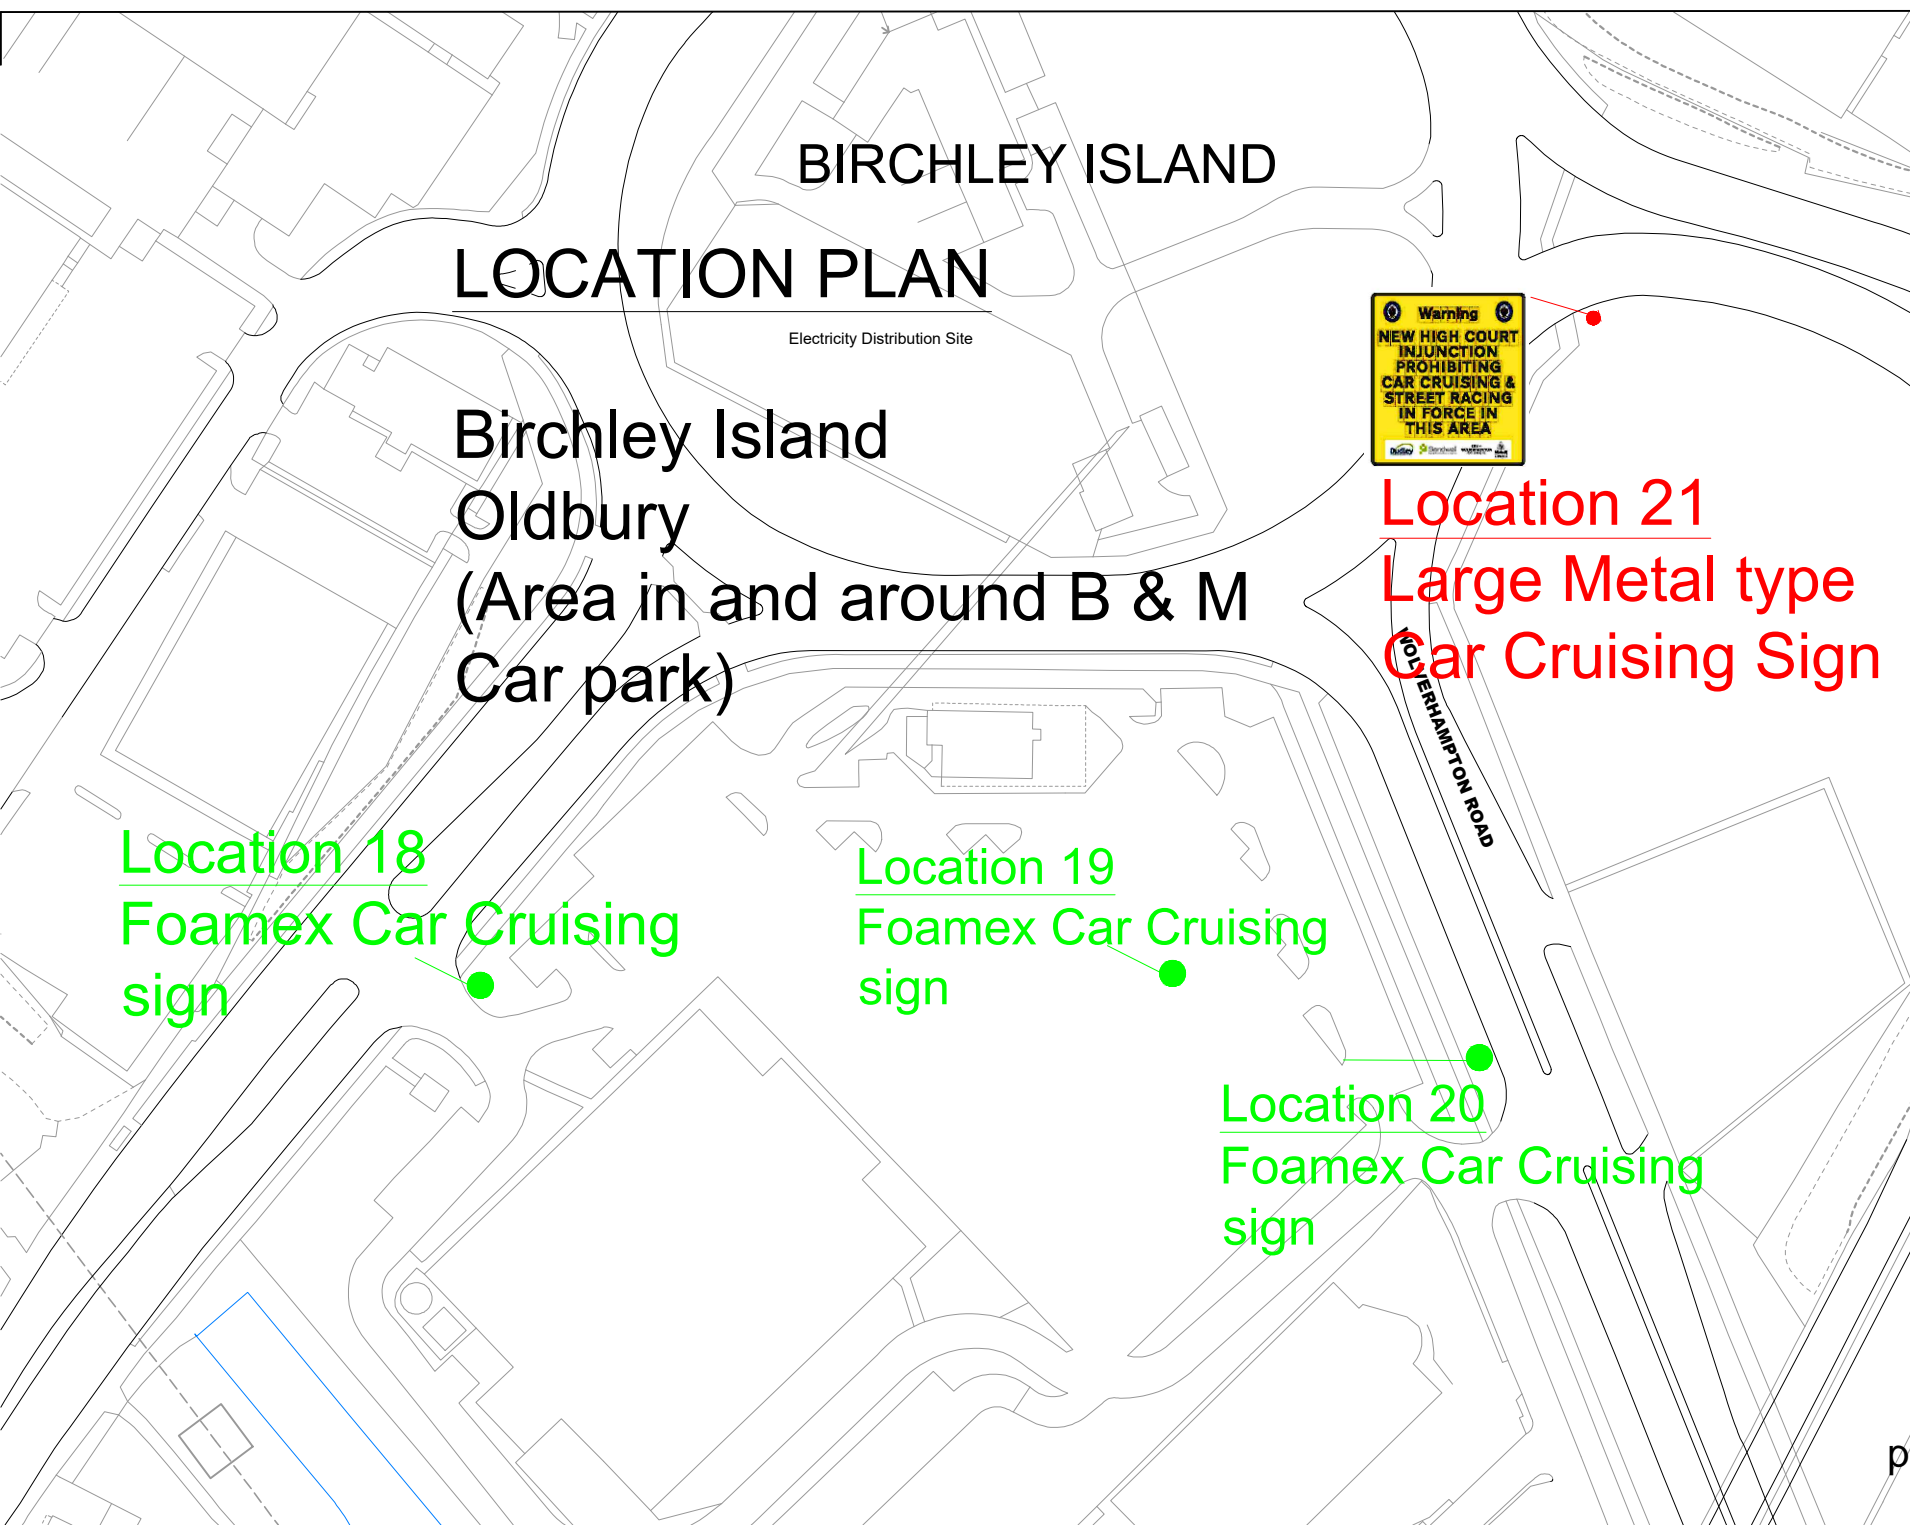 BIRCHLEY ISLAND
LOCATION PLAN
Electricity Distribution Site
Birchley Island
Oldbury
(Area in and around B & M
Car park)
Warning
NEW HIGH COURT
INJUNCTION
PROHIBITING
CAR CRUISING &
STREET RACING
IN FORCE IN
THIS AREA
Dudley
Sandwell
Location 21
Large Metal type
Car Cruising Sign
WOLVERHAMPTON ROAD
Location 18
Foamex Car Cruising
sign
Location 19
Foamex Car Cruising
sign
Location 20
Foamex Car Cruising
sign
p